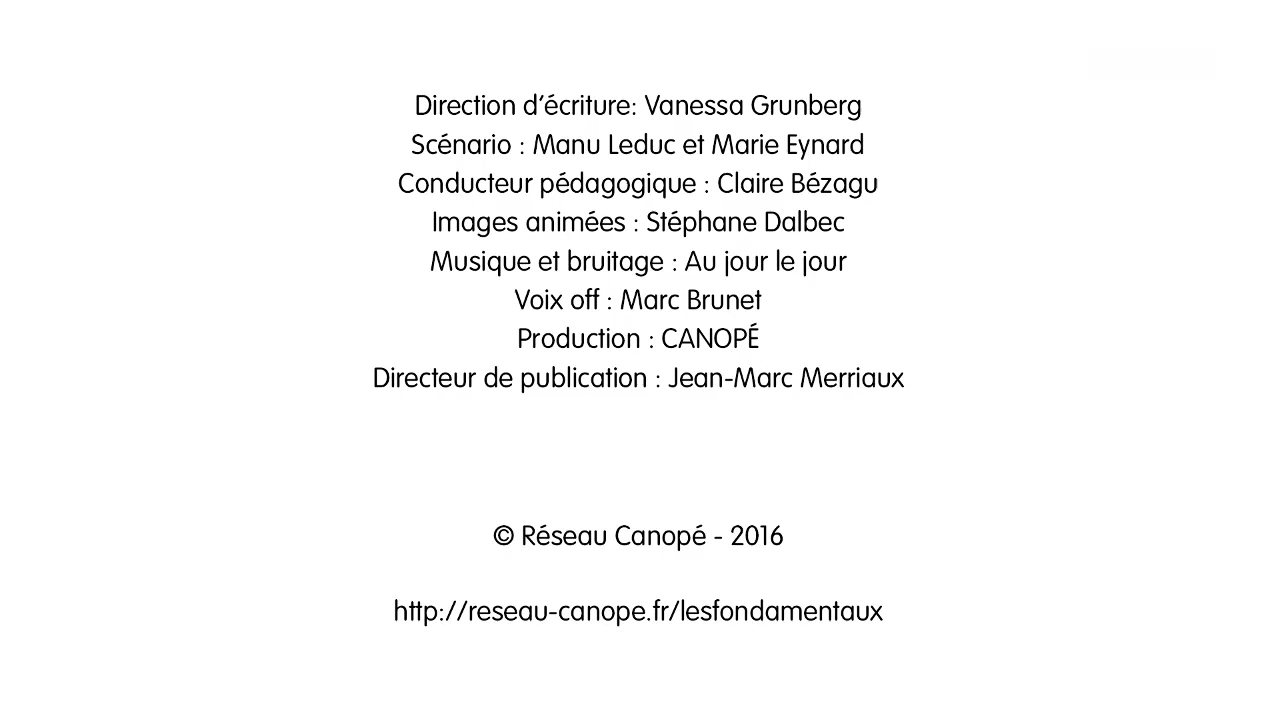 Direction d’écriture: Vanessa Grunberg
Scénario : Manu Leduc et Marie Eynard
Conducteur pédagogique : Claire Bézagu
Images animées : Stéphane Dalbec
Musique et bruitage : Au jour le jour
Voix off : Marc Brunet
Production : CANOPÉ
Directeur de publication : Jean-Marc Merriaux
© Réseau Canopé - 2016
http://reseau-canope.fr/lesfondamentaux